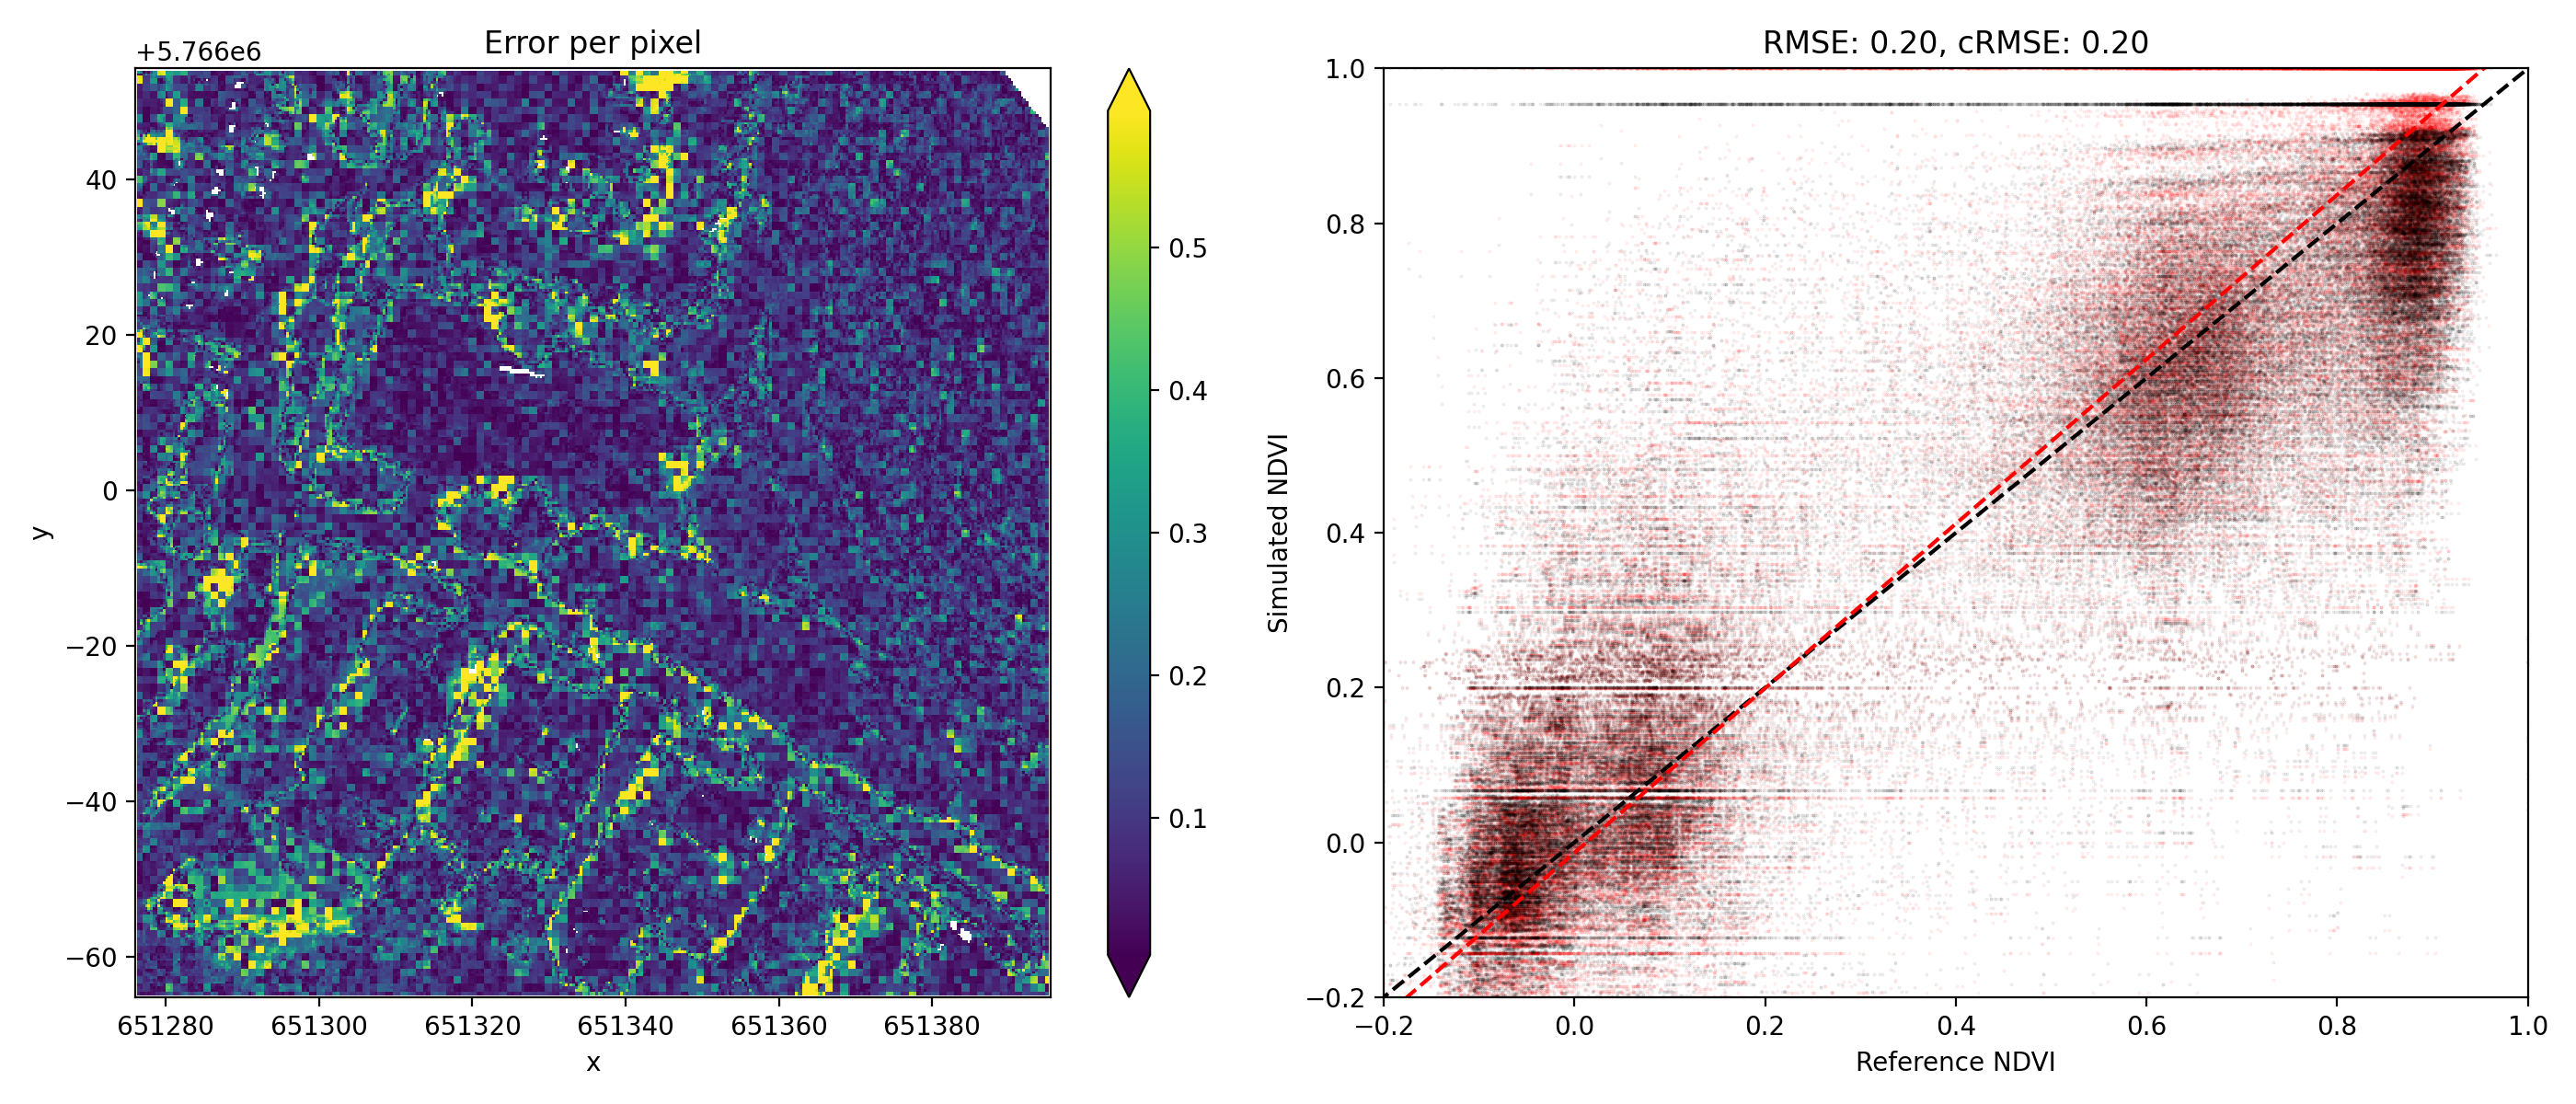 Error per pixel
+5.766e6
40
20
0
−20
−40
−60
y
651280 651300 651320 651340 651360 651380
x
0.5
0.4
0.3
0.2
0.1
RMSE: 0.20, cRMSE: 0.20
1.0
0.8
0.6
0.4
0.2
0.0
−0.2
Simulated NDVI
−0.2 0.0 0.2 0.4 0.6 0.8 1.0
Reference NDVI